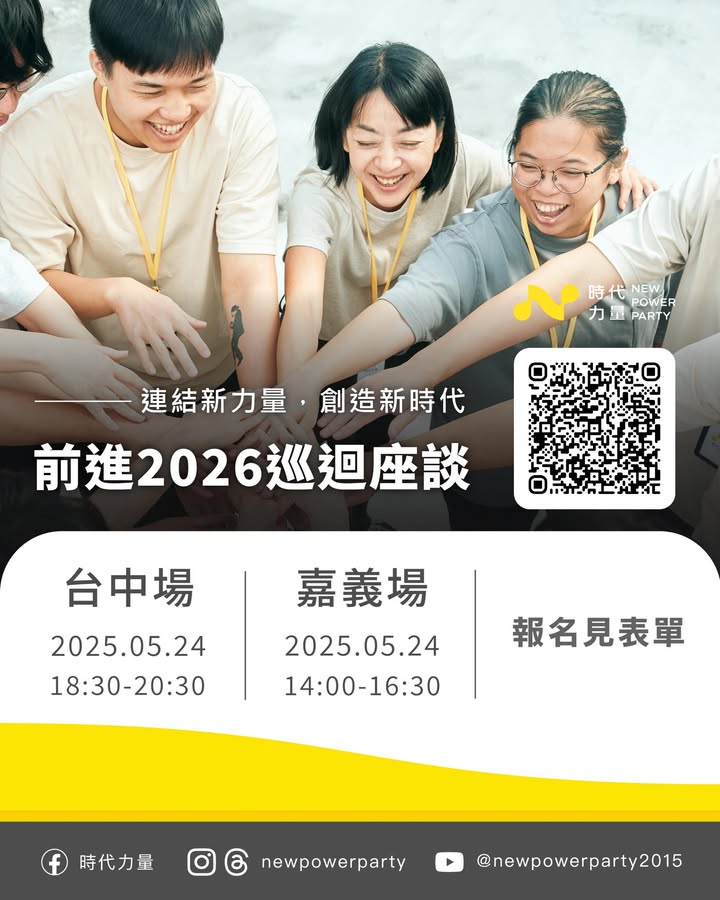 時代力量
NEW POWER PARTY
連結新力量，創造新時代
前進2026巡迴座談
台中場
2025.05.24
18:30-20:30
嘉義場
2025.05.24
14:00-16:30
報名見表單
時代力量
newpowerparty
@newpowerparty2015